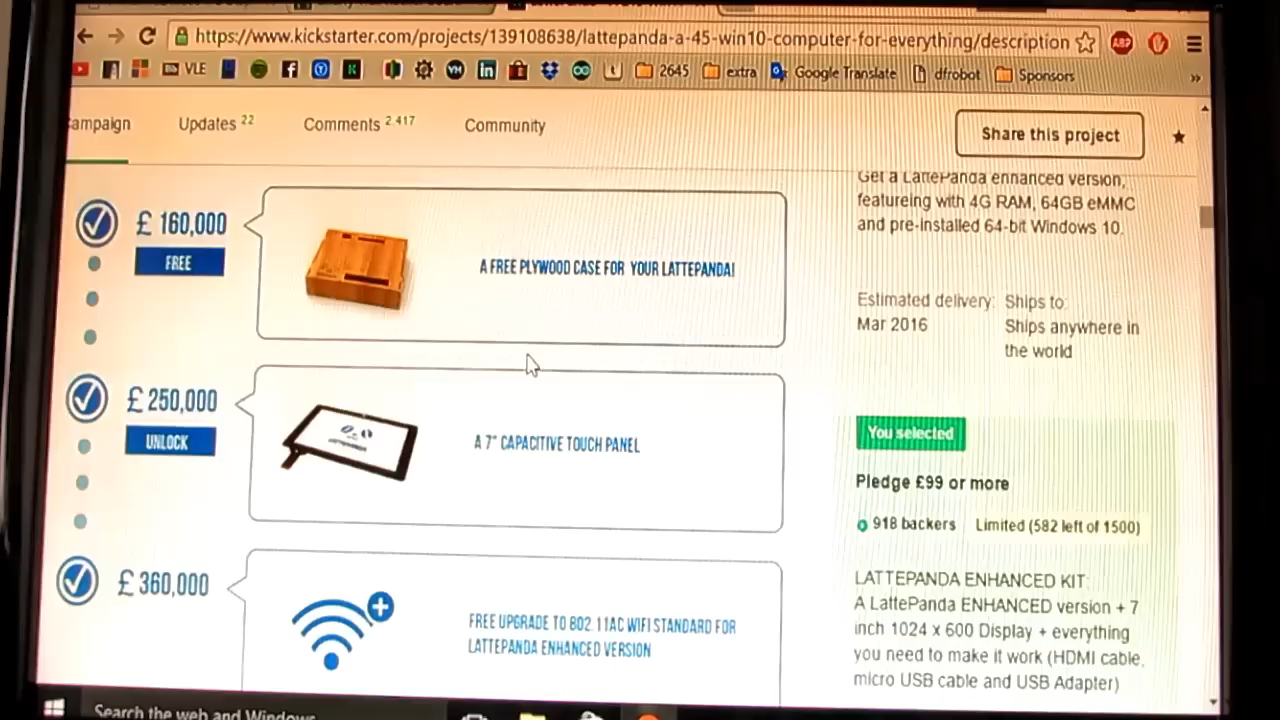 https://www.kickstarter.com/projects/139108638/lattepanda-a-45-win10-computer-for-everything/description
ABP
VLE
VH
in
2645
extra
Google Translate
dfrobot
Sponsors
»
ampaign
Updates 22
Comments 2 417
Community
Share this project
£ 160,000
FREE
A FREE PLYWOOD CASE FOR YOUR LATTEPANDA!
£ 250,000
UNLOCK
A 7" CAPACITIVE TOUCH PANEL
£ 360,000
FREE UPGRADE TO 802.11AC WIFI STANDARD FOR
LATTEPANDA ENHANCED VERSION
Get a LattePanda enhanced version,
featureing with 4G RAM, 64GB eMMC
and pre-installed 64-bit Windows 10.
Estimated delivery:
Mar 2016
Ships to:
Ships anywhere in
the world
You selected
Pledge £99 or more
918 backers Limited (582 left of 1500)
LATTEPANDA ENHANCED KIT:
A LattePanda ENHANCED version + 7
inch 1024 x 600 Display + everything
you need to make it work (HDMI cable,
micro USB cable and USB Adapter)
Search the web and Windows